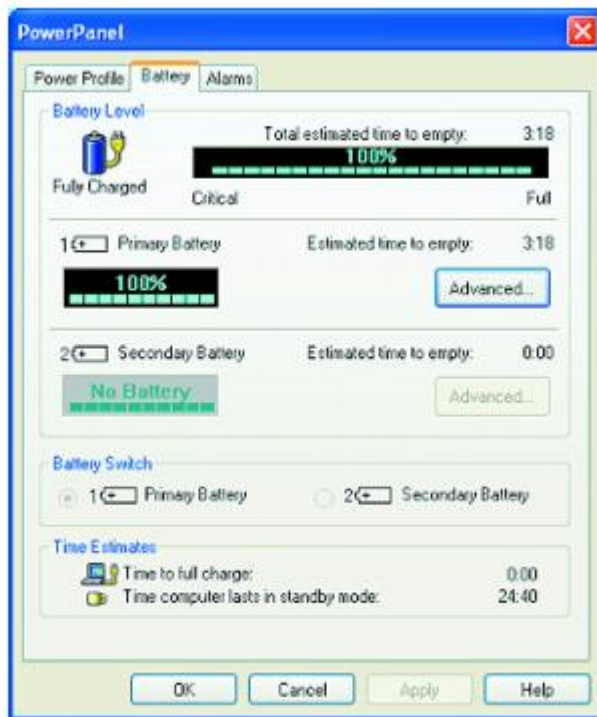 PowerPanel
Power Profile Battery Alarms
Battery Level
Total estimated time to empty: 3:18
100%
Fully Charged
Critical Full
1 Primary Battery Estimated time to empty: 3:18
100%
Advanced...
2 Secondary Battery Estimated time to empty: 0:00
No Battery
Advanced...
Battery Switch
1 Primary Battery 2 Secondary Battery
Time Estimates
Time to full charge: 0:00
Time computer lasts in standby mode: 24:40
OK Cancel Apply Help